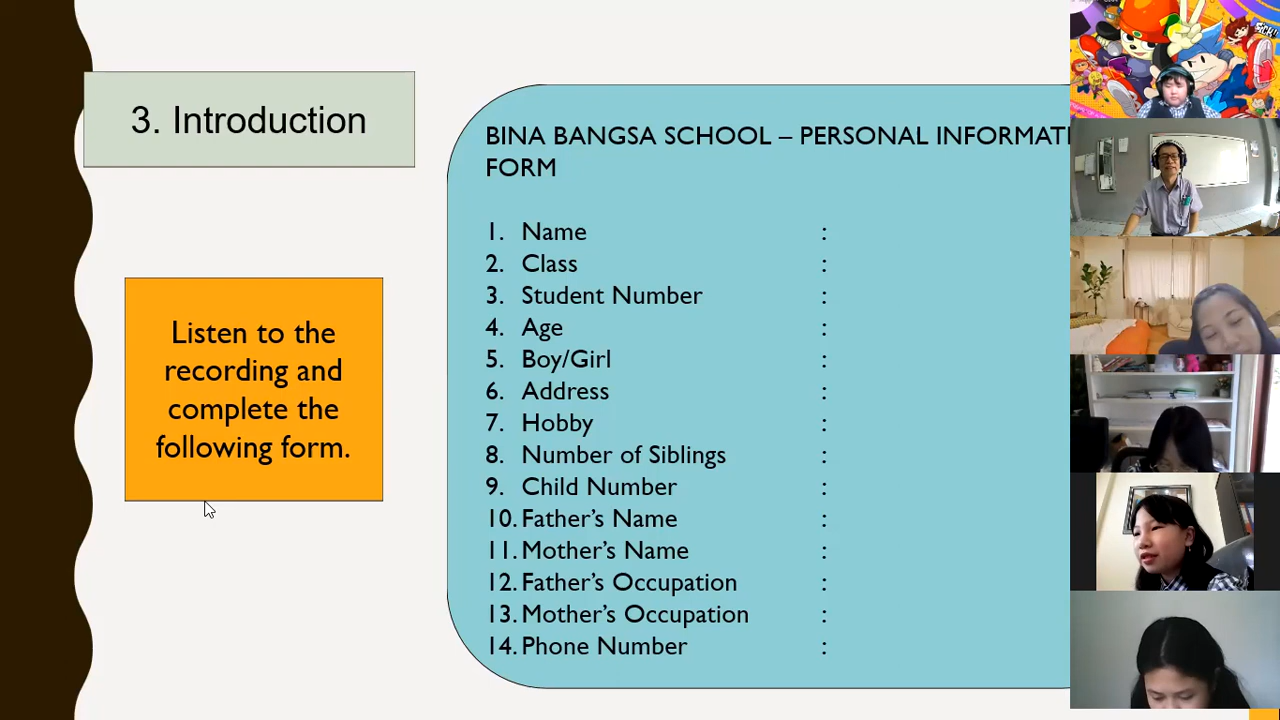 3. Introduction
BINA BANGSA SCHOOL – PERSONAL INFORMATI
FORM
1. Name :
2. Class :
3. Student Number :
4. Age :
5. Boy/Girl :
6. Address :
7. Hobby :
8. Number of Siblings :
9. Child Number :
10. Father’s Name :
11. Mother’s Name :
12. Father’s Occupation :
13. Mother’s Occupation :
14. Phone Number :
Listen to the
recording and
complete the
following form.